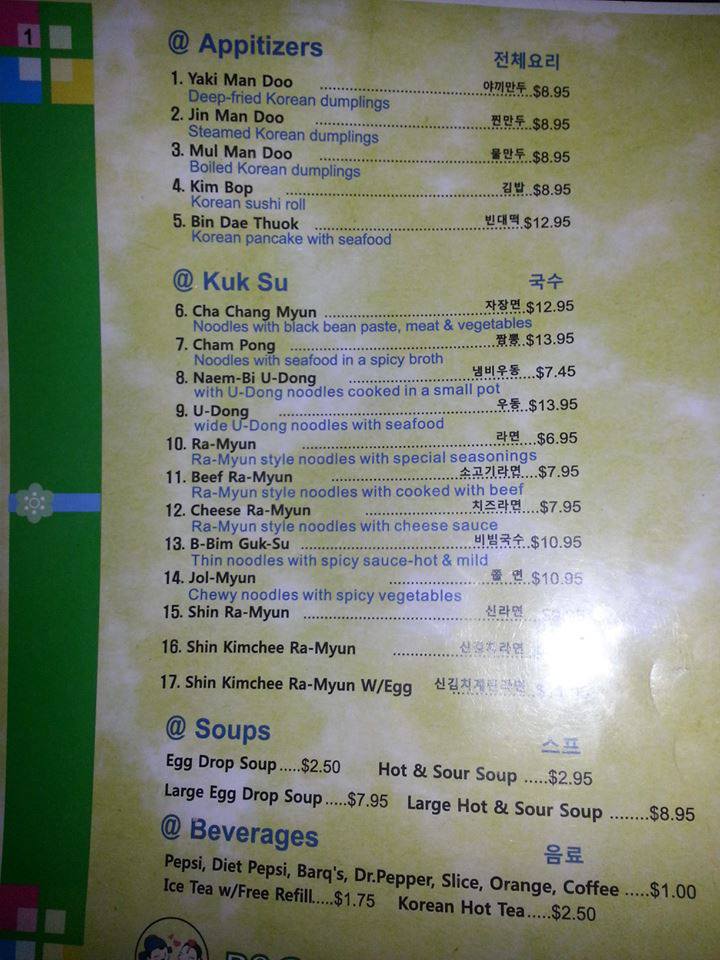 1
@ Appitizers 전체요리
1. Yaki Man Doo ........ 야끼만두 ..$8.95
Deep-fried Korean dumplings
2. Jin Man Doo ........ 찐만두 ..$8.95
Steamed Korean dumplings
3. Mul Man Doo ........ 물만두 ..$8.95
Boiled Korean dumplings
4. Kim Bop ........ 김밥 ..$8.95
Korean sushi roll
5. Bin Dae Thuok ........ 빈대떡 $12.95
Korean pancake with seafood
@ Kuk Su 국수
6. Cha Chang Myun ........ 자장면 .$12.95
Noodles with black bean paste, meat & vegetables
7. Cham Pong ........ 짬뽕 .$13.95
Noodles with seafood in a spicy broth
8. Naem-Bi U-Dong ........ 냄비우동 ...$7.45
with U-Dong noodles cooked in a small pot
9. U-Dong ........ 우동 ..$13.95
wide U-Dong noodles with seafood
10. Ra-Myun ........ 라면 ....$6.95
Ra-Myun style noodles with special seasonings
11. Beef Ra-Myun ........ 소고기라면 ....$7.95
Ra-Myun style noodles with cooked with beef
12. Cheese Ra-Myun ........ 치즈라면 ....$7.95
Ra-Myun style noodles with cheese sauce
13. B-Bim Guk-Su ........ 비빔국수 ..$10.95
Thin noodles with spicy sauce-hot & mild
14. Jol-Myun ........ 쫄 면 ..$10.95
Chewy noodles with spicy vegetables
15. Shin Ra-Myun ........ 신라면
16. Shin Kimchee Ra-Myun ........ 신김치라면
17. Shin Kimchee Ra-Myun W/Egg 신김치계란라면
@ Soups 스프
Egg Drop Soup.....$2.50 Hot & Sour Soup .....$2.95
Large Egg Drop Soup.....$7.95 Large Hot & Sour Soup ........$8.95
@ Beverages 음료
Pepsi, Diet Pepsi, Barq's, Dr.Pepper, Slice, Orange, Coffee .....$1.00
Ice Tea w/Free Refill.....$1.75 Korean Hot Tea.....$2.50